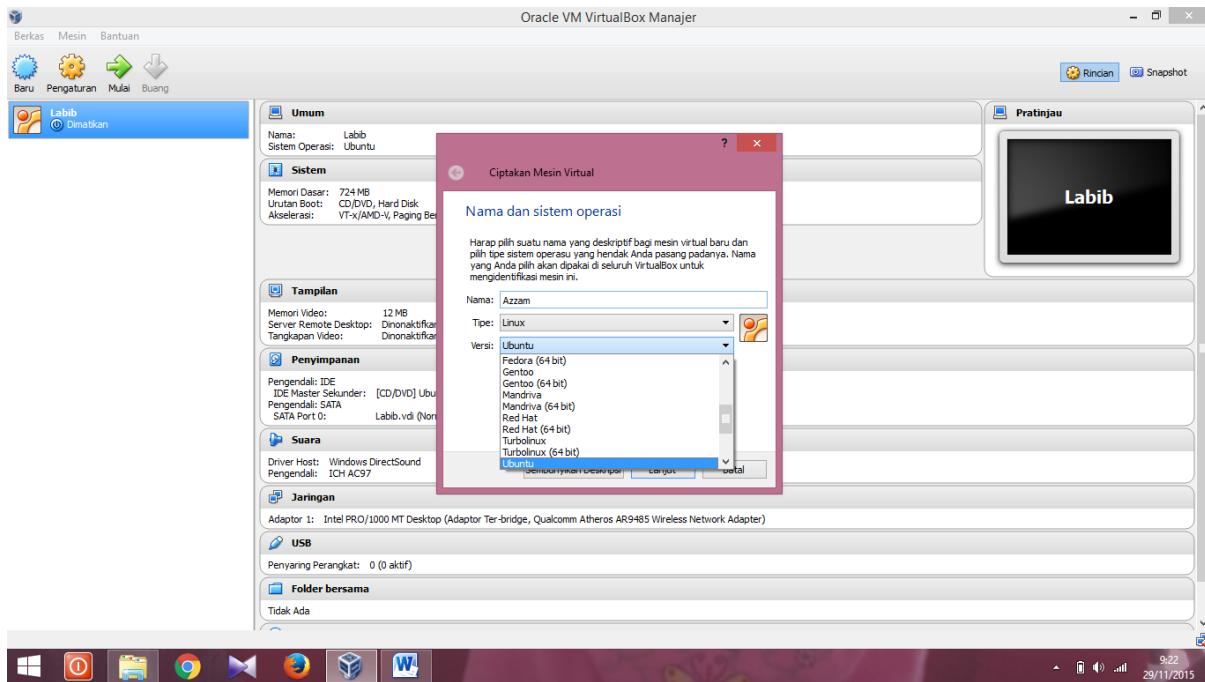 Oracle VM VirtualBox Manajer
Berkas Mesin Bantuan
Baru Pengaturan Mulai Buang
Rincian Snapshot
Labib
Dimatikan
Umum
Nama: Labib
Sistem Operasi: Ubuntu
Sistem
Memori Dasar: 724 MB
Urutan Boot: CD/DVD, Hard Disk
Akselerasi: VT-x/AMD-V, Paging Ber
Pratinjau
Labib
Tampilan
Memori Video: 12 MB
Server Remote Desktop: Dinonaktifkan
Tangkapan Video: Dinonaktifkan
Penyimpanan
Pengendali: IDE
IDE Master Sekunder: [CD/DVD] Ubu
Pengendali: SATA
SATA Port 0: Labib.vdi (Nor
Suara
Driver Host: Windows DirectSound
Pengendali: ICH AC97
Jaringan
Adaptor 1: Intel PRO/1000 MT Desktop (Adaptor Ter-bridge, Qualcomm Atheros AR9485 Wireless Network Adapter)
USB
Penyaring Perangkat: 0 (0 aktif)
Folder bersama
Tidak Ada
?
Ciptakan Mesin Virtual
Nama dan sistem operasi
Harap pilih suatu nama yang deskriptif bagi mesin virtual baru dan
pilih tipe sistem operasu yang hendak Anda pasang padanya. Nama
yang Anda pilih akan dipakai di seluruh VirtualBox untuk
mengidentifikasi mesin ini.
Nama: Azzam
Tipe: Linux
Versi: Ubuntu
Fedora (64 bit)
Gentoo
Gentoo (64 bit)
Mandriva
Mandriva (64 bit)
Red Hat
Red Hat (64 bit)
Turbolinux
Turbolinux (64 bit)
Ubuntu
Sembunyikan Deskripsi Lanjut Batal
9:22
29/11/2015